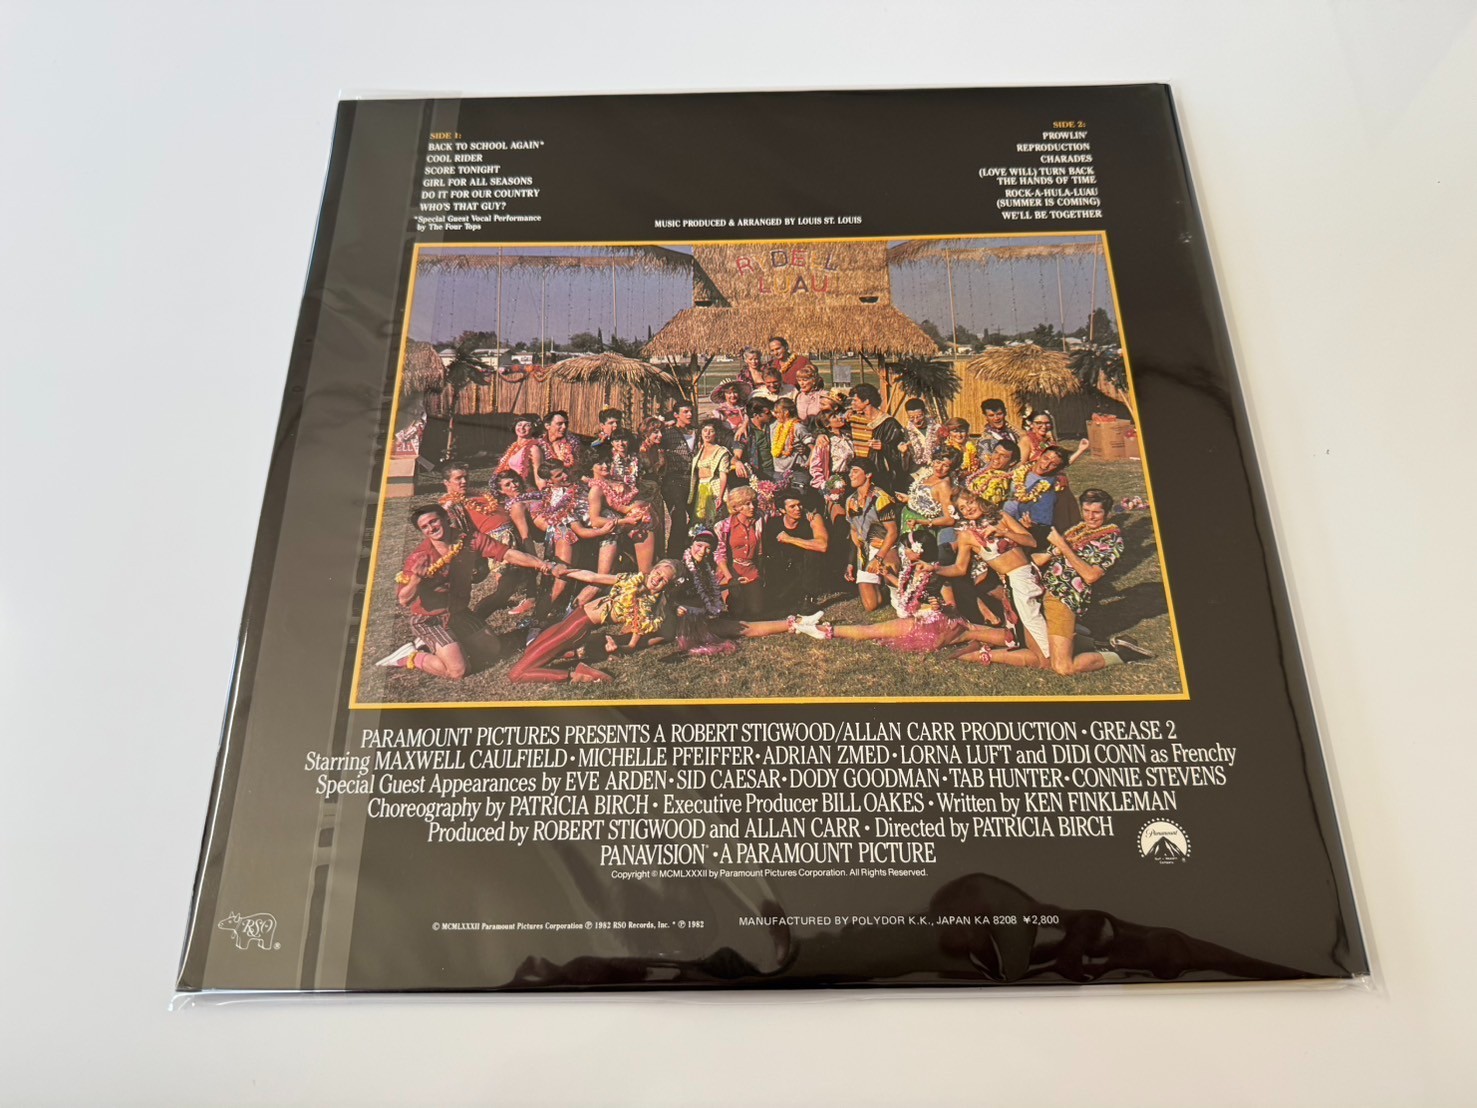 SIDE 1:
BACK TO SCHOOL AGAIN*
COOL RIDER
SCORE TONIGHT
GIRL FOR ALL SEASONS
DO IT FOR OUR COUNTRY
WHO'S THAT GUY?
*Special Guest Vocal Performance
by The Four Tops
MUSIC PRODUCED & ARRANGED BY LOUIS ST. LOUIS
SIDE 2:
PROWLIN'
REPRODUCTION
CHARADES
(LOVE WILL) TURN BACK
THE HANDS OF TIME
ROCK-A-HULA-LUAU
(SUMMER IS COMING)
WE'LL BE TOGETHER
R DE L
L AU
PARAMOUNT PICTURES PRESENTS A ROBERT STIGWOOD/ALLAN CARR PRODUCTION • GREASE 2
Starring MAXWELL CAULFIELD • MICHELLE PFEIFFER • ADRIAN ZMED • LORNA LUFT and DIDI CONN as Frenchy
Special Guest Appearances by EVE ARDEN • SID CAESAR • DODY GOODMAN • TAB HUNTER • CONNIE STEVENS
Choreography by PATRICIA BIRCH • Executive Producer BILL OAKES • Written by KEN FINKLEMAN
Produced by ROBERT STIGWOOD and ALLAN CARR • Directed by PATRICIA BIRCH
PANAVISION® • A PARAMOUNT PICTURE
Copyright © MCMLXXXII by Paramount Pictures Corporation. All Rights Reserved.
Paramount
RSO ®
© MCMLXXXII Paramount Pictures Corporation ℗ 1982 RSO Records, Inc. * ℗ 1982
MANUFACTURED BY POLYDOR K.K., JAPAN KA 8208 ¥2,800